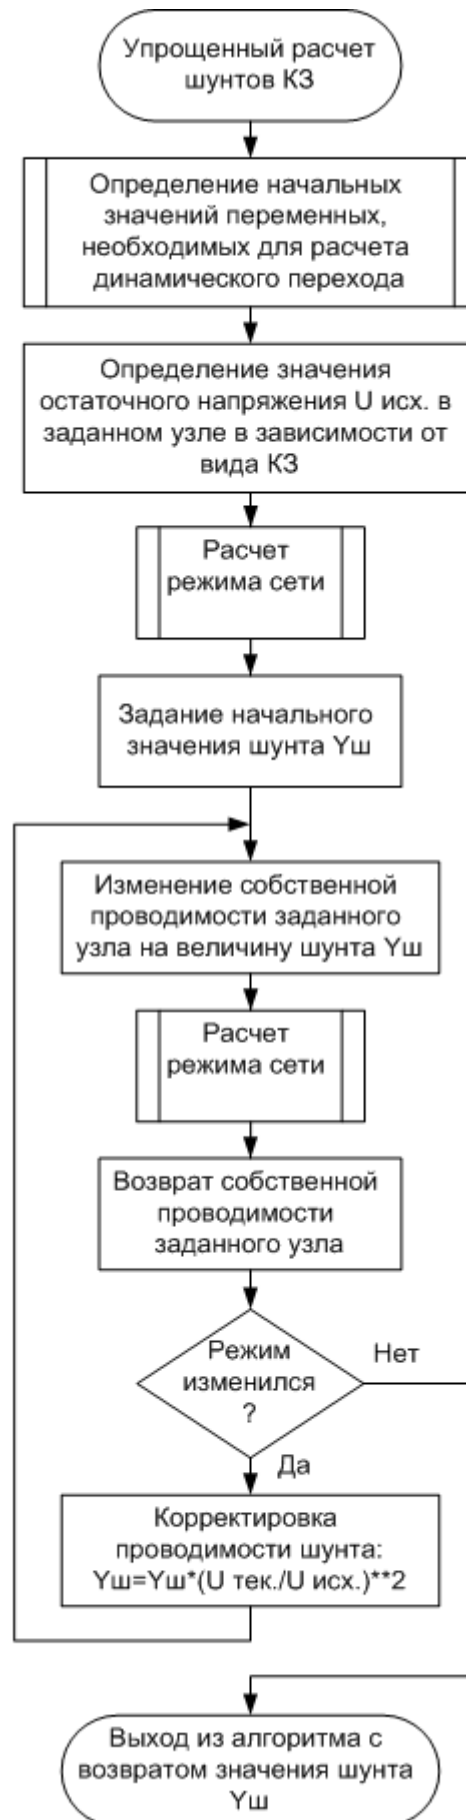 Упрощенный расчет
шунтов КЗ
Определение начальных
значений переменных,
необходимых для расчета
динамического перехода
Определение значения
остаточного напряжения U исх. в
заданном узле в зависимости от
вида КЗ
Расчет
режима сети
Задание начального
значения шунта Yш
Изменение собственной
проводимости заданного
узла на величину шунта Yш
Расчет
режима сети
Возврат собственной
проводимости
заданного узла
Режим
изменился
?
Нет
Да
Корректировка
проводимости шунта:
Yш=Yш*(U тек./U исх.)**2
Выход из алгоритма с
возвратом значения шунта
Yш